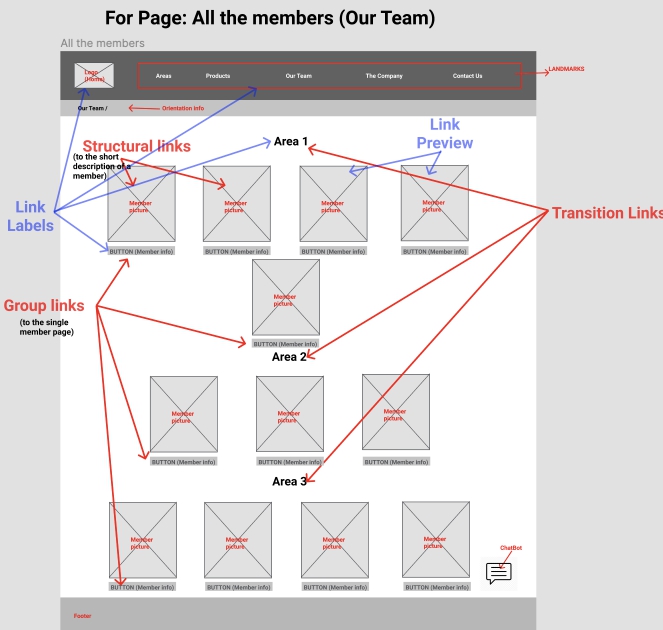 For Page: All the members (Our Team)
All the members
Logo
(Home)
Areas
Products
Our Team
The Company
Contact Us
LANDMARKS
Our Team /
Orientation Info
Structural links
(to the short
description of a
member)
Area 1
Link
Preview
Link
Labels
Transition Links
Member
picture
Member
picture
Member
picture
Member
picture
BUTTON (Member info)
BUTTON (Member info)
BUTTON (Member info)
BUTTON (Member info)
Group links
(to the single
member page)
Member
picture
BUTTON (Member info)
Area 2
Member
picture
Member
picture
Member
picture
BUTTON (Member info)
BUTTON (Member info)
BUTTON (Member info)
Area 3
Member
picture
Member
picture
Member
picture
Member
picture
ChatBot
BUTTON (Member info)
BUTTON (Member info)
BUTTON (Member info)
BUTTON (Member info)
Footer